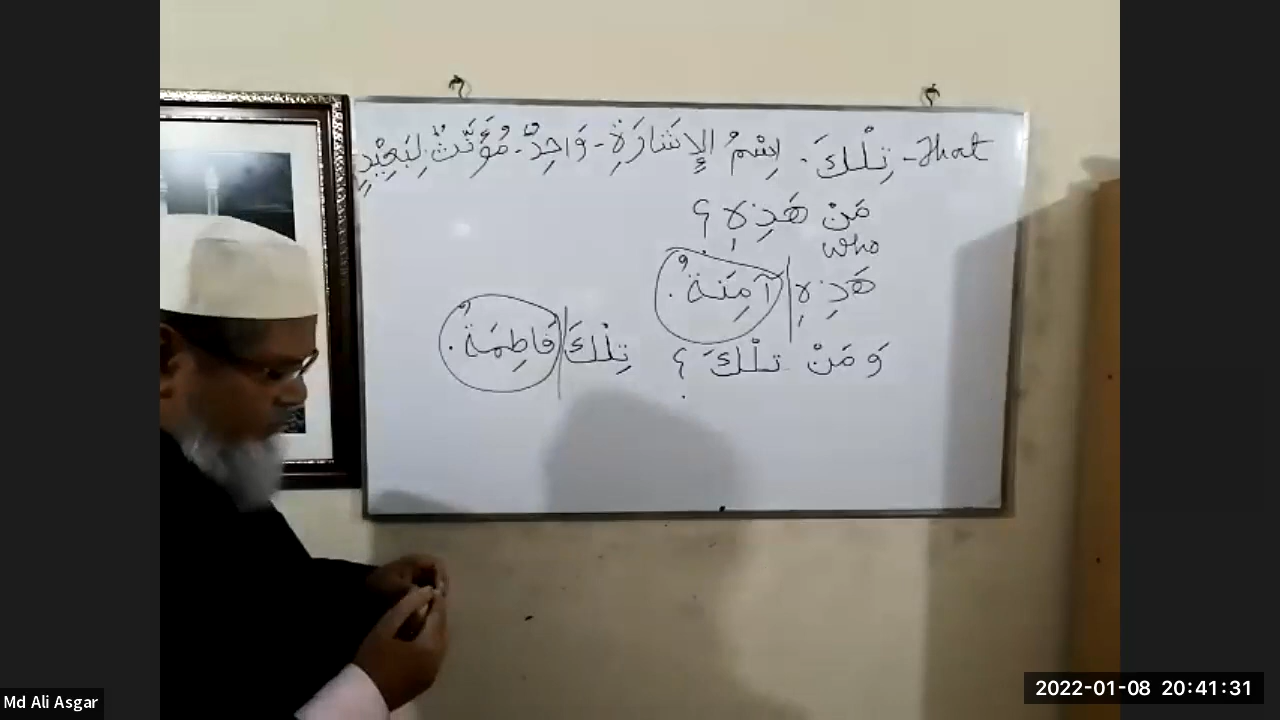 That - تِلْكَ. اِسْمُ الإِشَارَةِ - وَاحِدٌ - مُؤَنَّثٌ لِبَعِيْدٍ
مَنْ هَذِهِ ؟
who
هَذِهِ | آمِنَةُ.
وَ مَنْ تِلْكَ ؟ تِلْكَ | فَاطِمَةُ.
Md Ali Asgar
2022-01-08 20:41:31